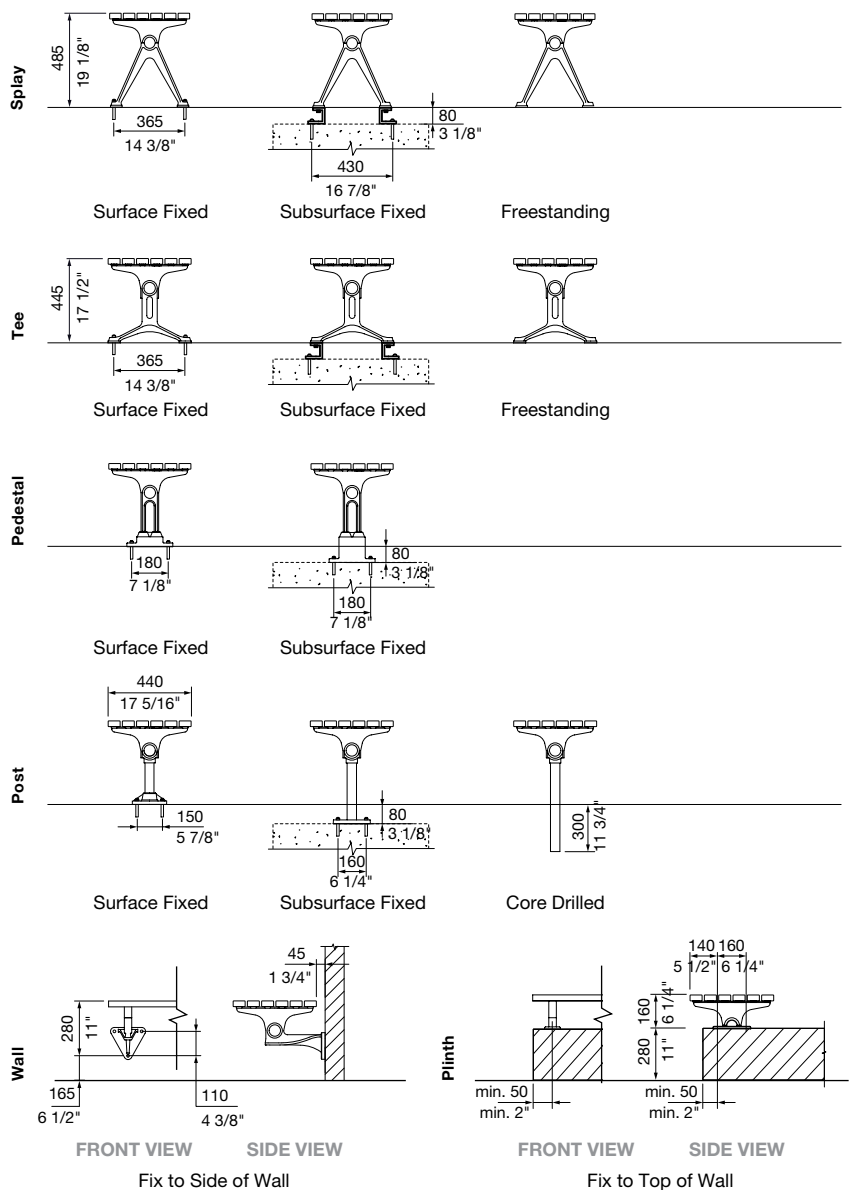 Splay
485
19 1/8"
365
14 3/8"
80
3 1/8"
430
16 7/8"
Surface Fixed
Subsurface Fixed
Freestanding
Tee
445
17 1/2"
365
14 3/8"
Surface Fixed
Subsurface Fixed
Freestanding
Pedestal
180
7 1/8"
80
3 1/8"
180
7 1/8"
Surface Fixed
Subsurface Fixed
Post
440
17 5/16"
150
5 7/8"
80
3 1/8
160
6 1/4"
300
11 3/4"
Surface Fixed
Subsurface Fixed
Core Drilled
Wall
280
11"
165
6 1/2"
110
4 3/8"
45
1 3/4"
FRONT VIEW
SIDE VIEW
Fix to Side of Wall
Plinth
160
6 1/4"
280
11"
min. 50
min. 2"
140 160
5 1/2" 6 1/4"
min. 50
min. 2"
FRONT VIEW
SIDE VIEW
Fix to Top of Wall